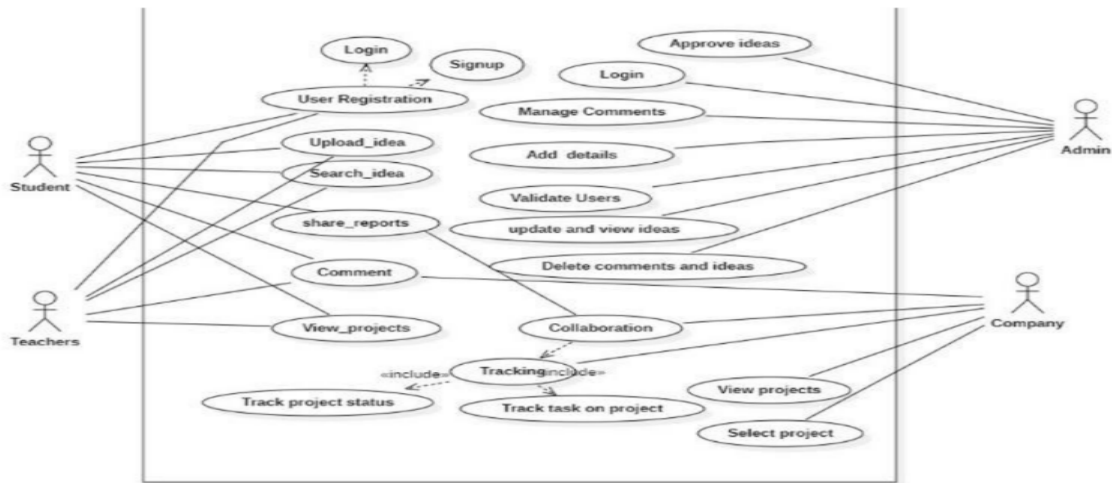 Approve ideas
Login
Signup
Login
User Registration
Manage Comments
Upload_idea
Add details
Admin
Search_idea
Student
Validate Users
share_reports
update and view ideas
Comment
Delete comments and ideas
View_projects
Collaboration
Company
Teachers
Tracking
«include»
include»
View projects
Track project status
Track task on project
Select project